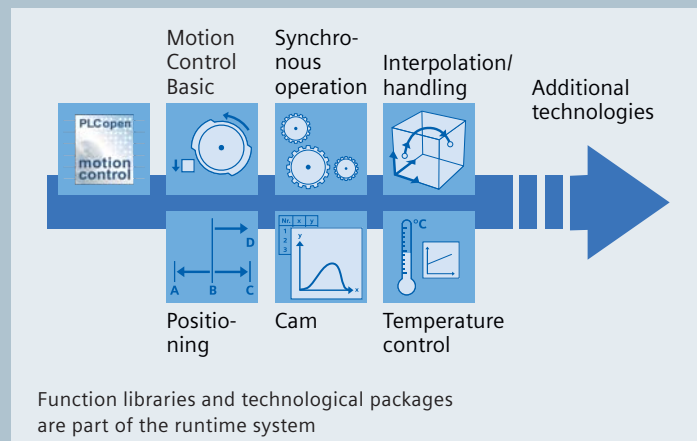 Motion
Control
Basic
Synchro-
nous
operation
Interpolation/
handling
Additional
technologies
PLCopen
motion
control
°C
D
A B C
Nr. x y
1
2
3
y
x
Positio-
ning
Cam
Temperature
control
Function libraries and technological packages
are part of the runtime system